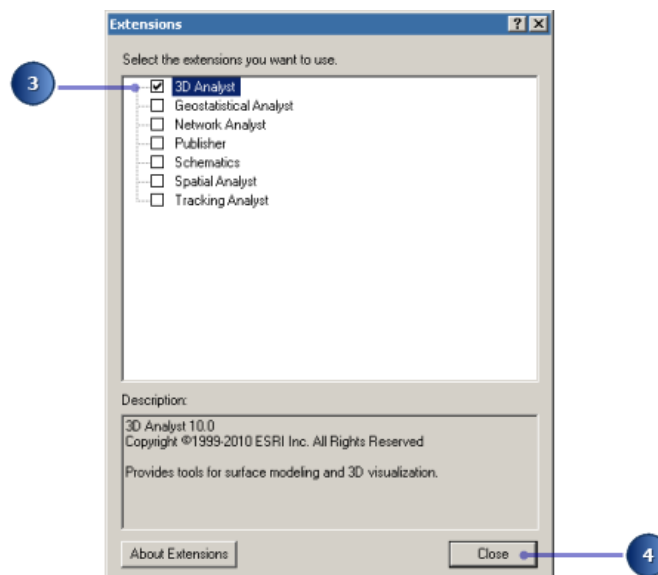 Extensions
Select the extensions you want to use.
3
3D Analyst
Geostatistical Analyst
Network Analyst
Publisher
Schematics
Spatial Analyst
Tracking Analyst
Description:
3D Analyst 10.0
Copyright ©1999-2010 ESRI Inc. All Rights Reserved
Provides tools for surface modeling and 3D visualization.
About Extensions
Close
4